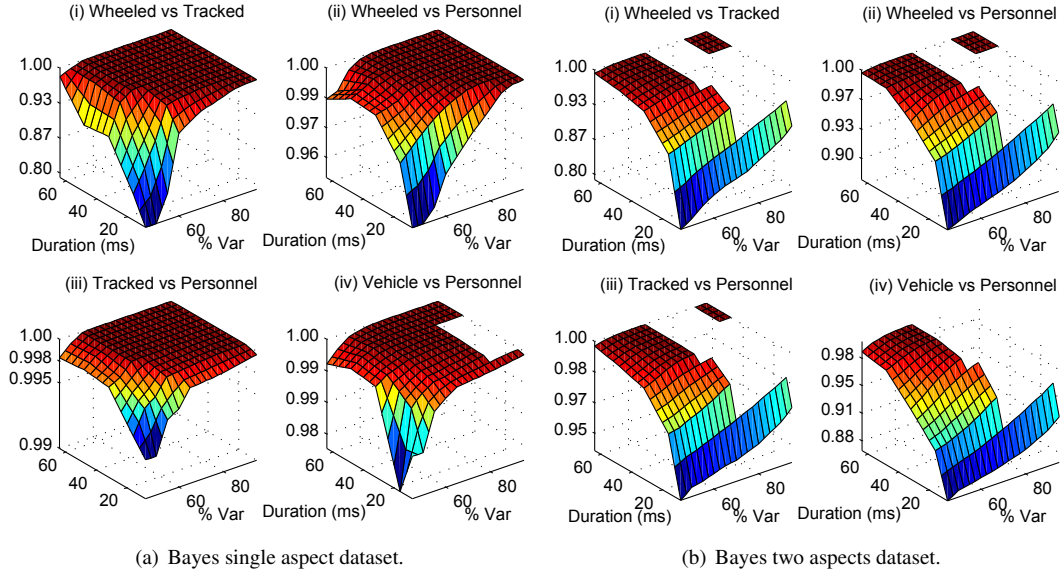 (i) Wheeled vs Tracked
1.00
0.93
0.87
0.80
60
40
20
Duration (ms)
60
80
% Var
(ii) Wheeled vs Personnel
1.00
0.99
0.97
0.96
60
40
20
Duration (ms)
60
80
% Var
(iii) Tracked vs Personnel
1.00
0.998
0.995
0.99
60
40
20
Duration (ms)
60
80
% Var
(iv) Vehicle vs Personnel
1.00
0.99
0.99
0.98
0.98
60
40
20
Duration (ms)
60
80
% Var
(a) Bayes single aspect dataset.
(i) Wheeled vs Tracked
1.00
0.93
0.87
0.80
60
40
20
Duration (ms)
60
80
% Var
(ii) Wheeled vs Personnel
1.00
0.97
0.93
0.90
60
40
20
Duration (ms)
60
80
% Var
(iii) Tracked vs Personnel
1.00
0.98
0.97
0.95
60
40
20
Duration (ms)
60
80
% Var
(iv) Vehicle vs Personnel
0.98
0.95
0.91
0.88
60
40
20
Duration (ms)
60
80
% Var
(b) Bayes two aspects dataset.